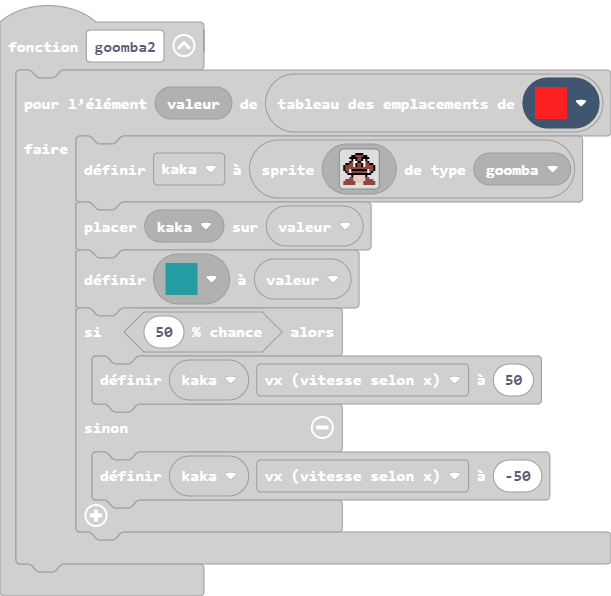 fonction goomba2
pour l'élément valeur de tableau des emplacements de
faire
définir kaka à sprite de type goomba
placer kaka sur valeur
définir à valeur
si 50 % chance alors
définir kaka vx (vitesse selon x) à 50
sinon
définir kaka vx (vitesse selon x) à -50